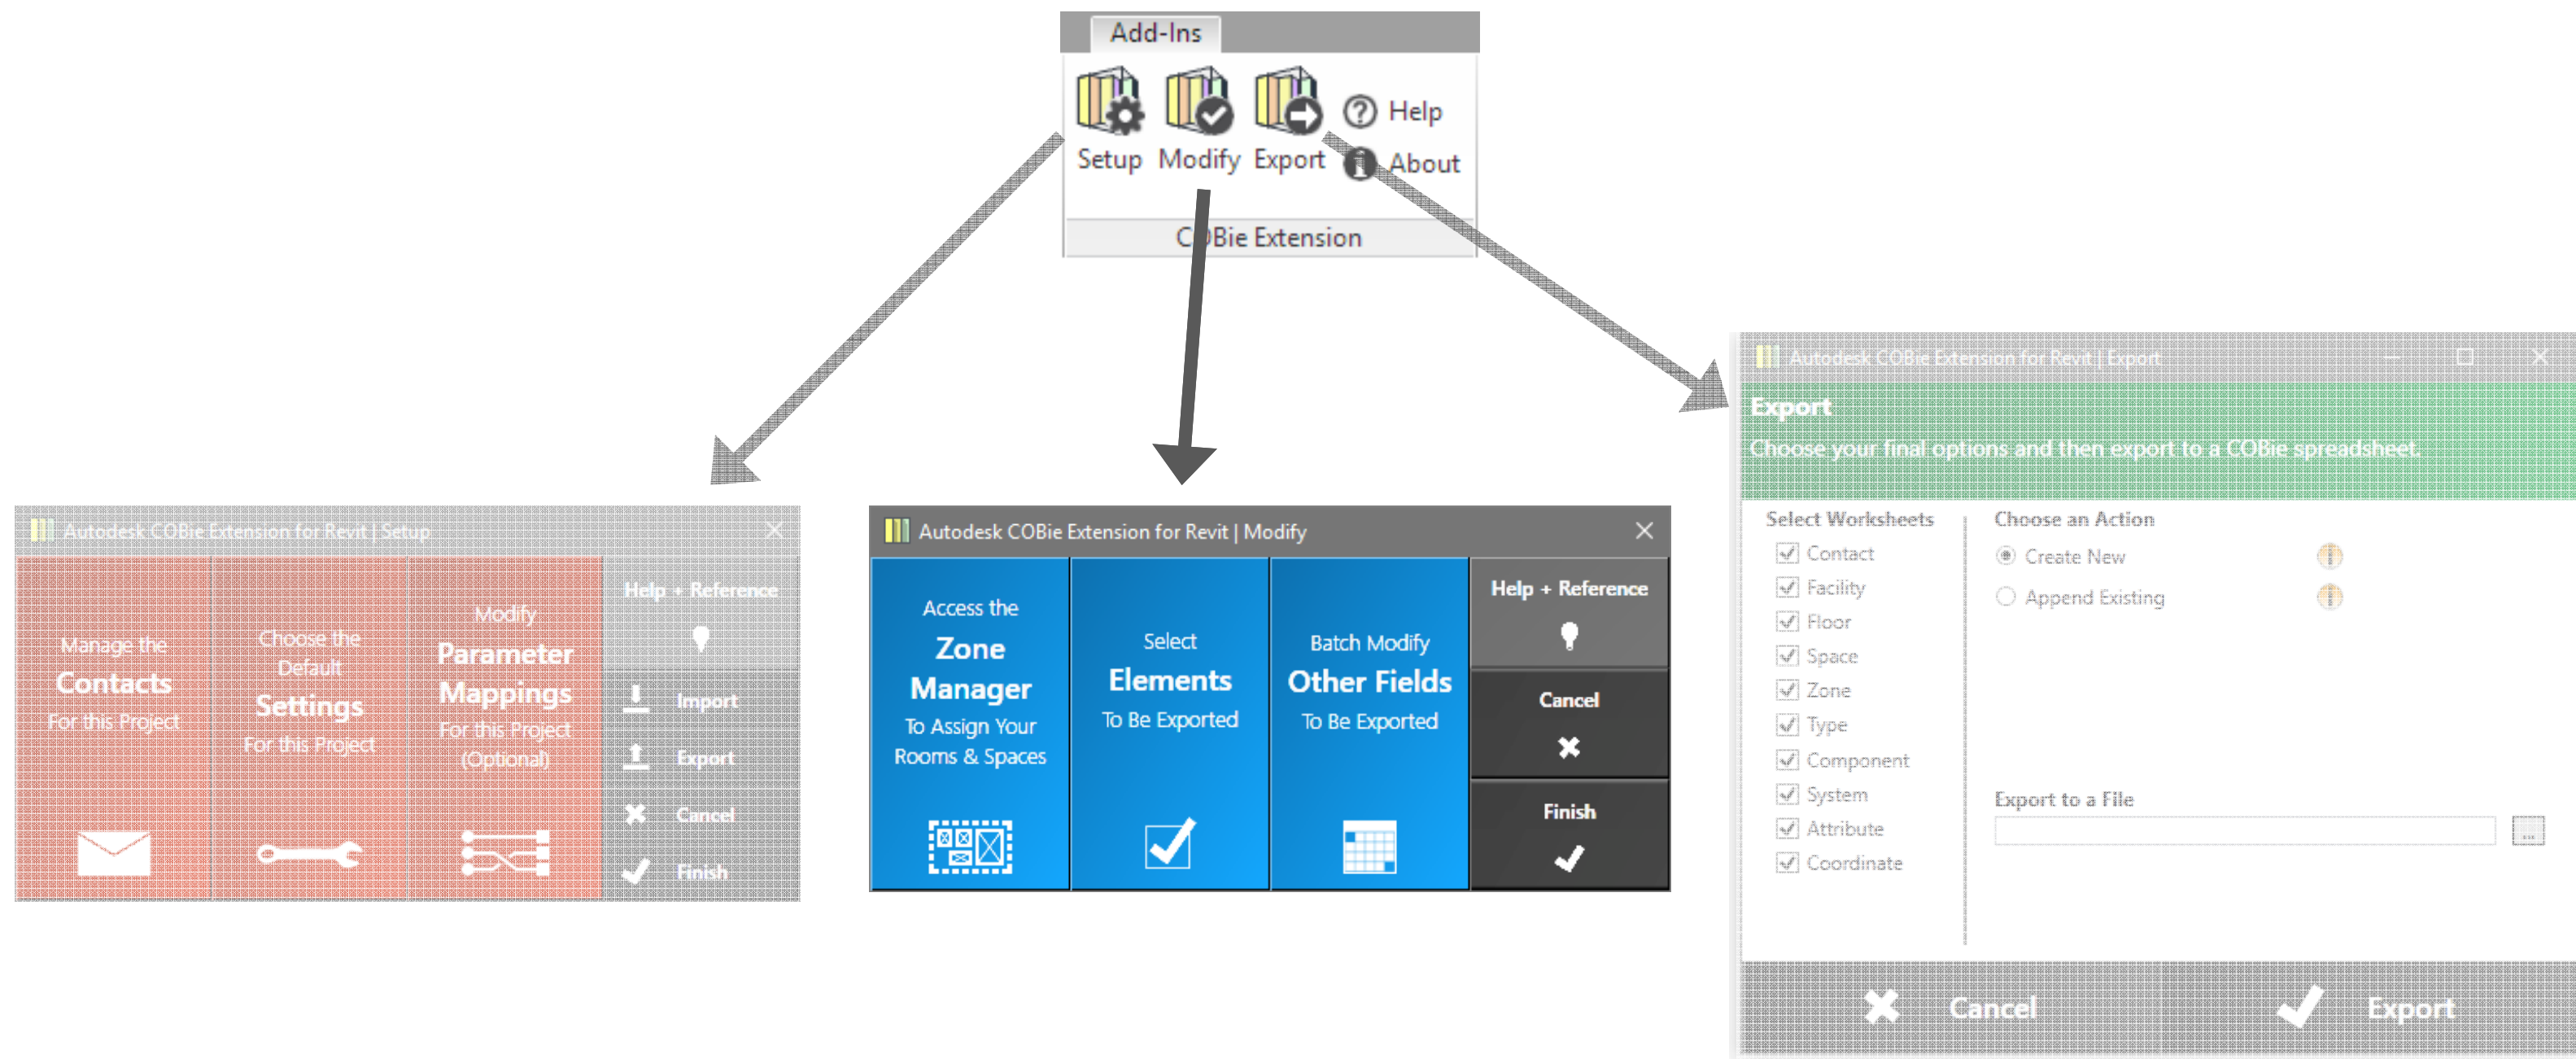 Add-Ins
Setup
Modify
Export
Help
About
COBie Extension
Autodesk COBie Extension for Revit | Setup
Manage the
Contacts
For this Project
Choose the
Default
Settings
For this Project
Modify
Parameter
Mappings
For this Project
(Optional)
Help + Reference
Import
Export
Cancel
Finish
Autodesk COBie Extension for Revit | Modify
Access the
Zone
Manager
To Assign Your
Rooms & Spaces
Select
Elements
To Be Exported
Batch Modify
Other Fields
To Be Exported
Help + Reference
Cancel
Finish
Autodesk COBie Extension for Revit | Export
Export
Choose your final options and then export to a COBie spreadsheet.
Select Worksheets
Contact
Facility
Floor
Space
Zone
Type
Component
System
Attribute
Coordinate
Choose an Action
Create New
Append Existing
Export to a File
...
Cancel
Export